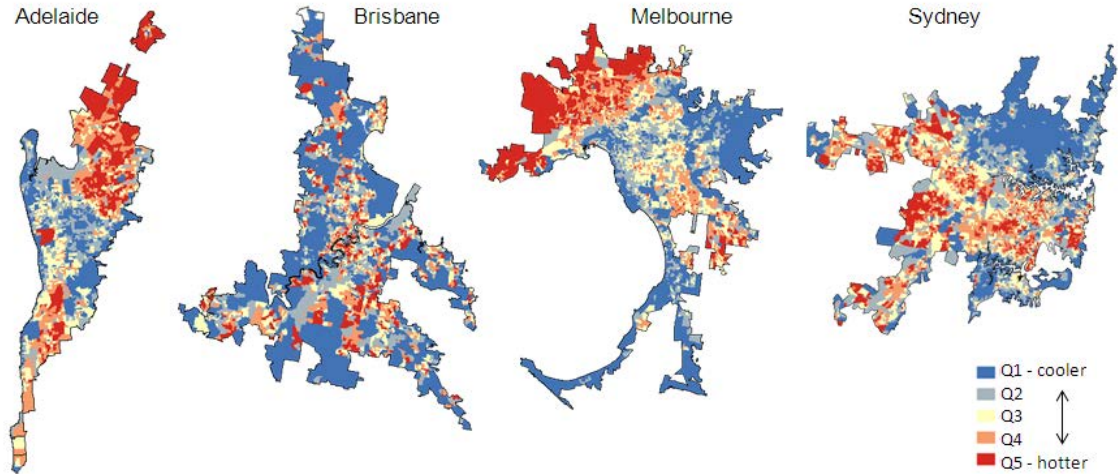 Adelaide
Brisbane
Melbourne
Sydney
Q1 - cooler
Q2
Q3
Q4
Q5 - hotter